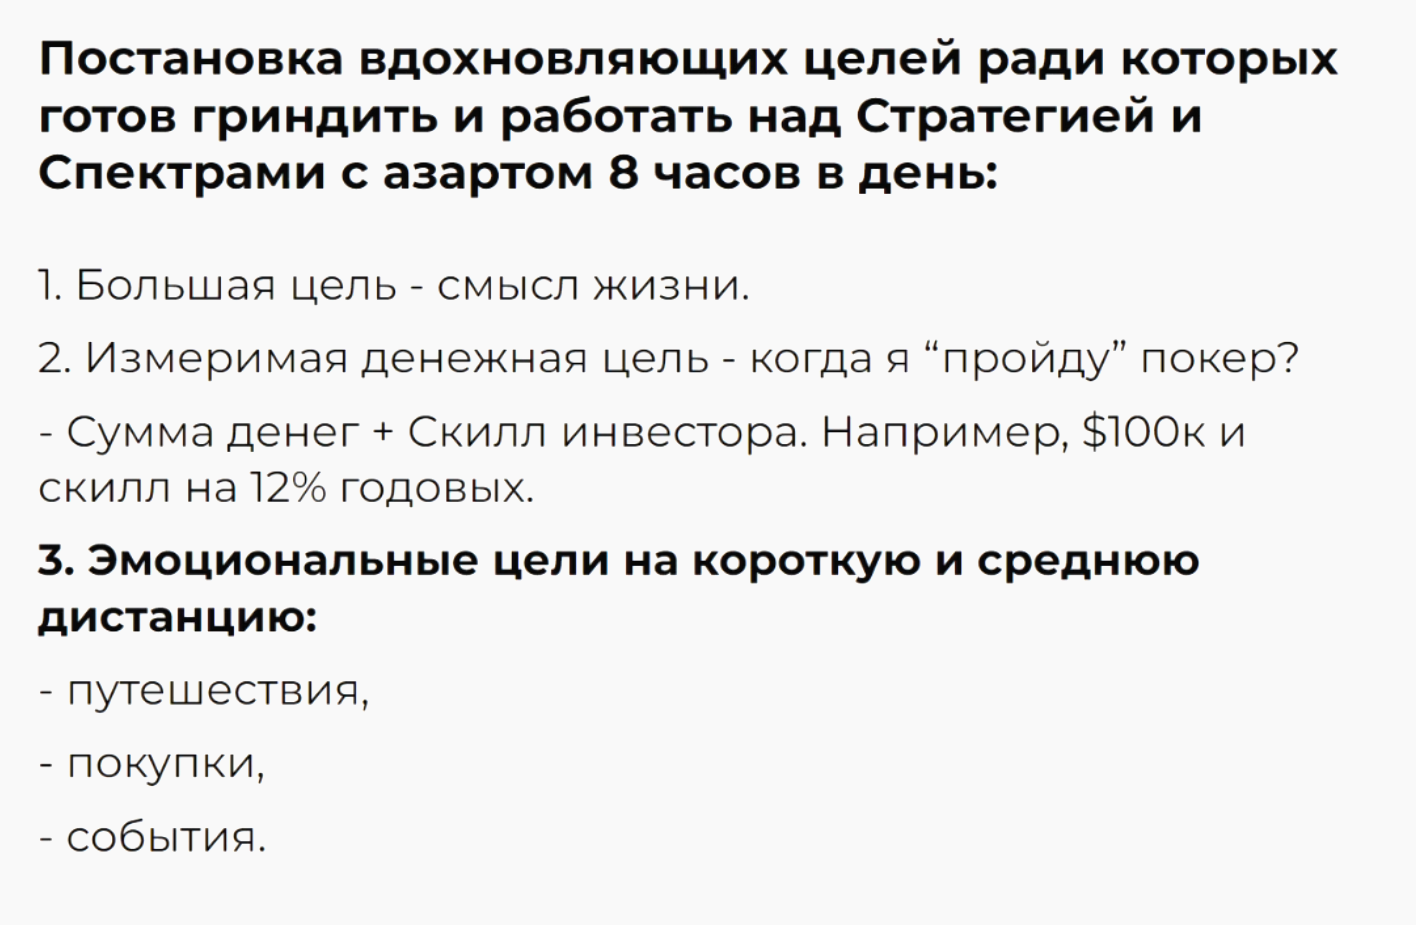 Постановка вдохновляющих целей ради которых
готов гриндить и работать над Стратегией и
Спектрами с азартом 8 часов в день:
1. Большая цель - смысл жизни.
2. Измеримая денежная цель - когда я “пройду” покер?
- Сумма денег + Скилл инвестора. Например, $100к и
скилл на 12% годовых.
3. Эмоциональные цели на короткую и среднюю
дистанцию:
- путешествия,
- покупки,
- события.